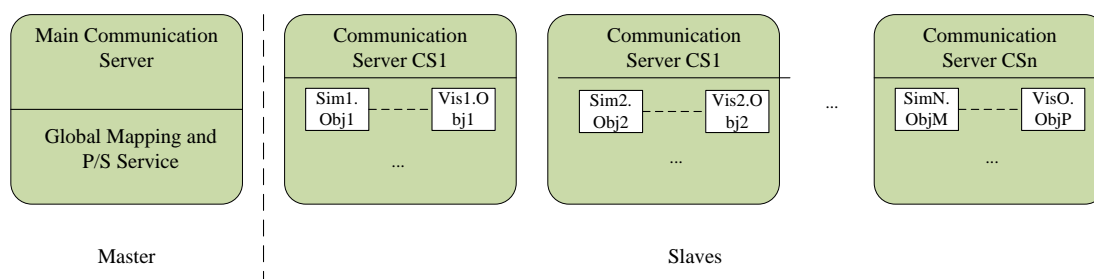 Main Communication
Server
Global Mapping and
P/S Service
Communication
Server CS1
Sim1.
Obj1
Vis1.O
bj1
...
Communication
Server CS1
Sim2.
Obj2
Vis2.O
bj2
...
...
Communication
Server CSn
SimN.
ObjM
VisO.
ObjP
...
Master
Slaves